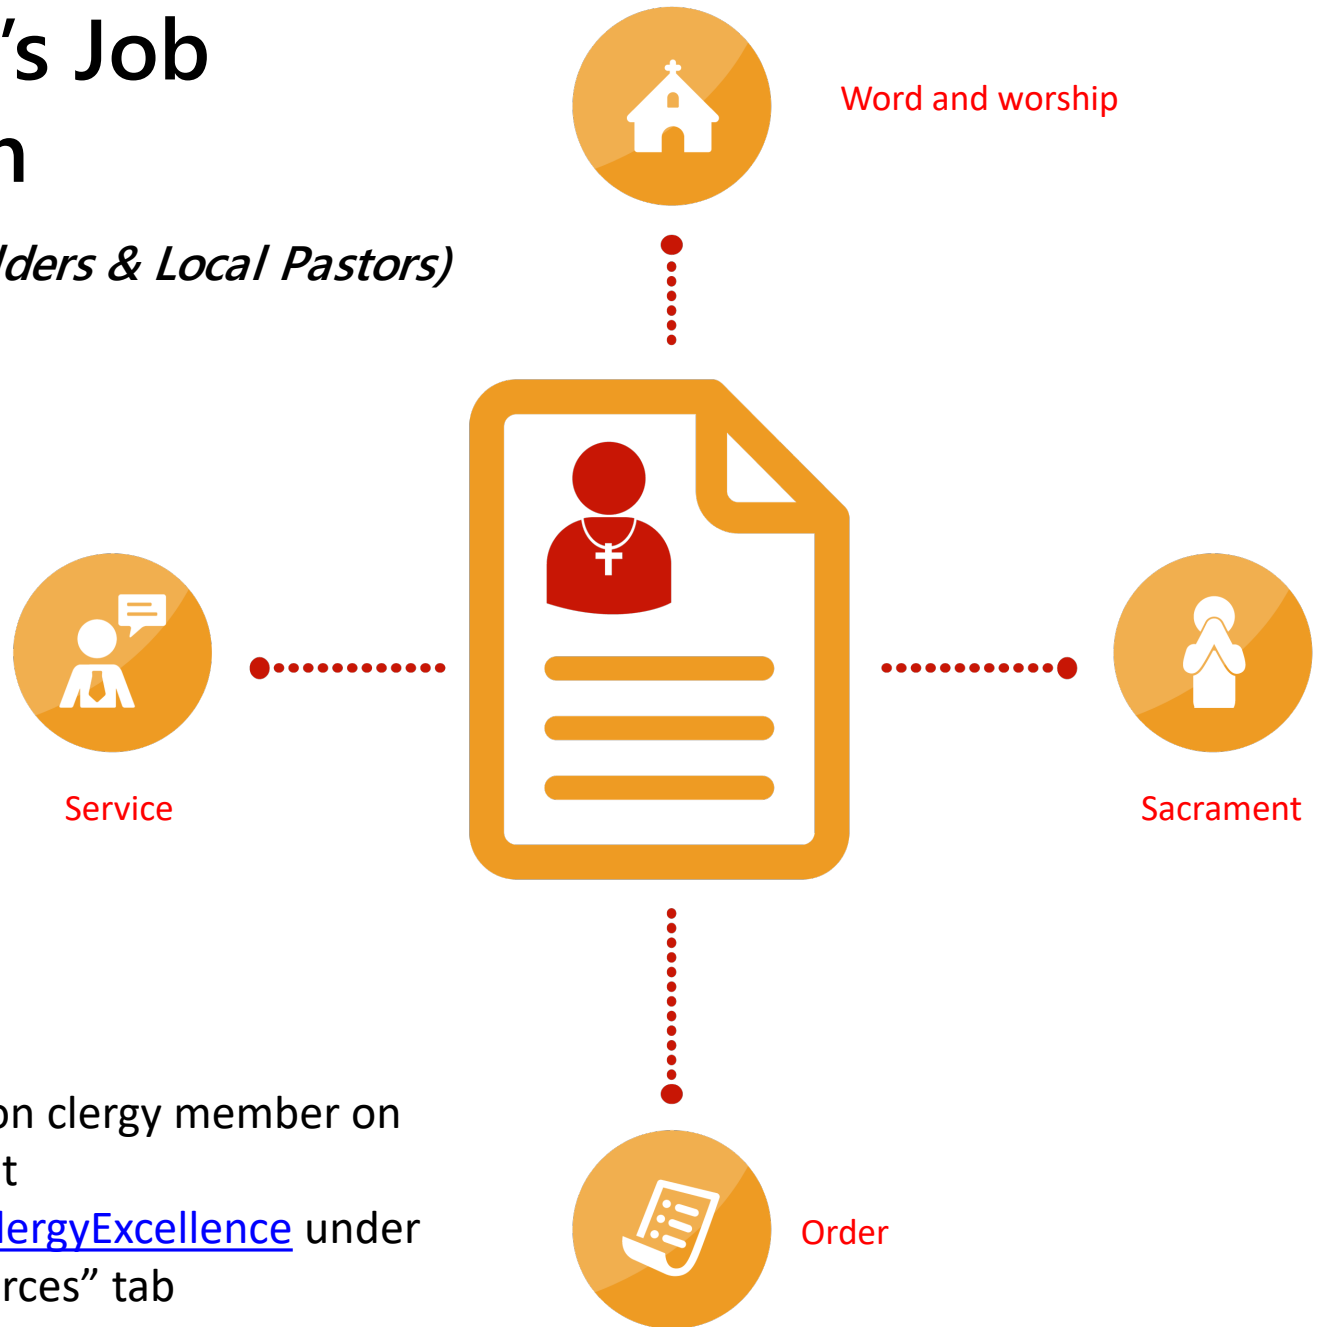 ’s Job
n
lders & Local Pastors)
Word and worship
Service
Sacrament
on clergy member on
t
lergyExcellence under
rces” tab
Order